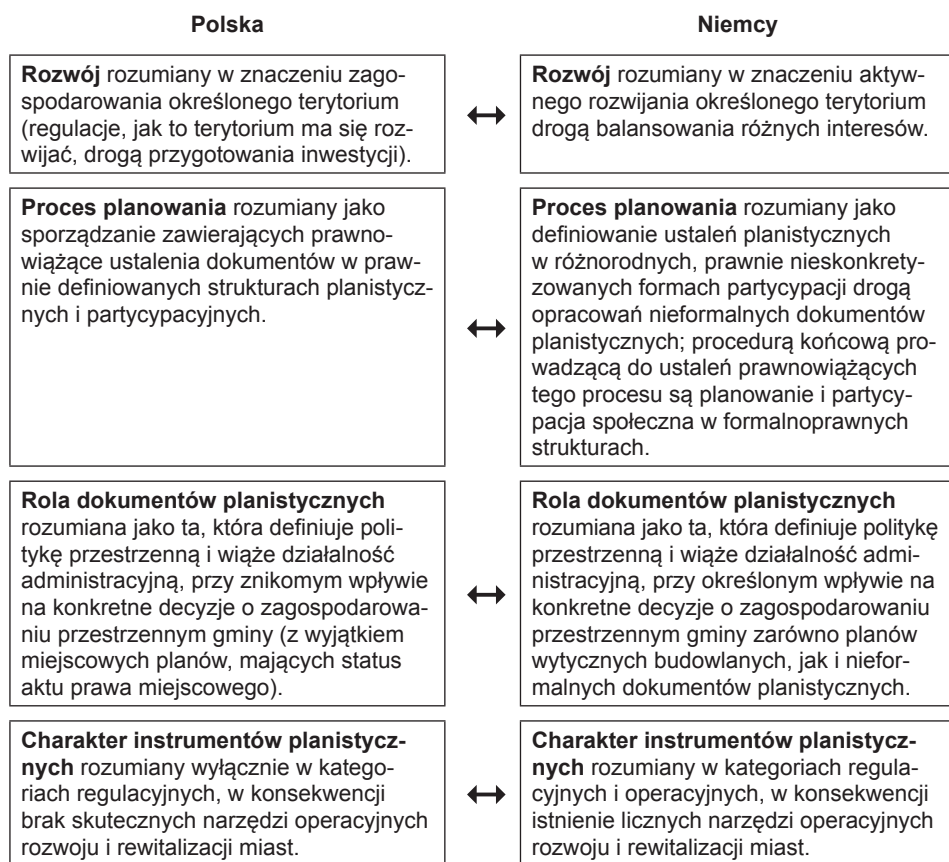 Polska
Niemcy
Rozwój rozumiany w znaczeniu zago-
spodarowania określonego terytorium
(regulacje, jak to terytorium ma się roz-
wijać, drogą przygotowania inwestycji).
Rozwój rozumiany w znaczeniu aktyw-
nego rozwijania określonego terytorium
drogą balansowania różnych interesów.
Proces planowania rozumiany jako
sporządzanie zawierających prawno-
wiążące ustalenia dokumentów w praw-
nie definiowanych strukturach planistycz-
nych i partycypacyjnych.
Proces planowania rozumiany jako
definiowanie ustaleń planistycznych
w różnorodnych, prawnie nieskonkrety-
zowanych formach partycypacji drogą
opracowań nieformalnych dokumentów
planistycznych; procedurą końcową pro-
wadzącą do ustaleń prawnowiążących
tego procesu są planowanie i partycy-
pacja społeczna w formalnoprawnych
strukturach.
Rola dokumentów planistycznych
rozumiana jako ta, która definiuje poli-
tykę przestrzenną i wiąże działalność
administracyjną, przy znikomym wpływie
na konkretne decyzje o zagospodarowa-
niu przestrzennym gminy (z wyjątkiem
miejscowych planów, mających status
aktu prawa miejscowego).
Rola dokumentów planistycznych
rozumiana jako ta, która definiuje politykę
przestrzenną i wiąże działalność admi-
nistracyjną, przy określonym wpływie na
konkretne decyzje o zagospodarowaniu
przestrzennym gminy zarówno planów
wytycznych budowlanych, jak i niefor-
malnych dokumentów planistycznych.
Charakter instrumentów planistycz-
nych rozumiany wyłącznie w katego-
riach regulacyjnych, w konsekwencji
brak skutecznych narzędzi operacyjnych
rozwoju i rewitalizacji miast.
Charakter instrumentów planistycz-
nych rozumiany w kategoriach regula-
cyjnych i operacyjnych, w konsekwencji
istnienie licznych narzędzi operacyjnych
rozwoju i rewitalizacji miast.